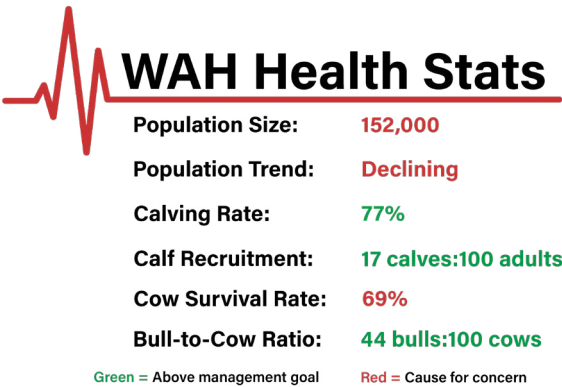 WAH Health Stats
Population Size: 152,000
Population Trend: Declining
Calving Rate: 77%
Calf Recruitment: 17 calves:100 adults
Cow Survival Rate: 69%
Bull-to-Cow Ratio: 44 bulls:100 cows
Green = Above management goal Red = Cause for concern